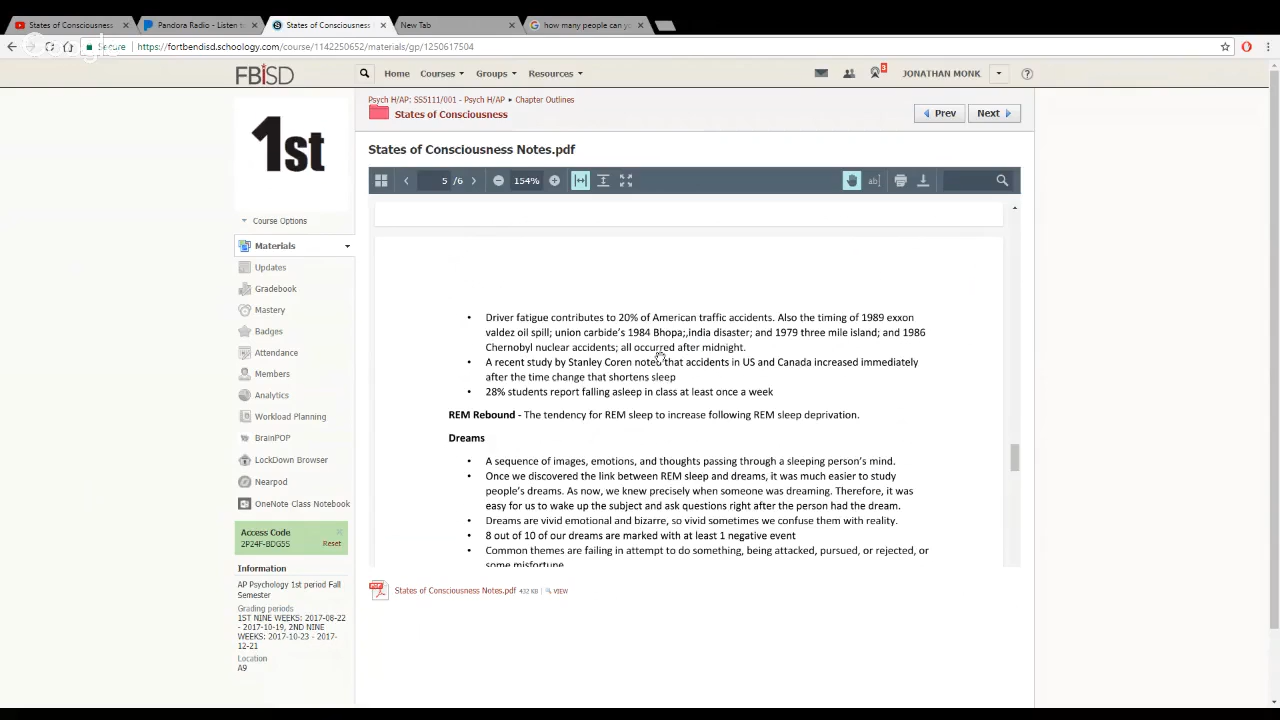 States of Consciousness
Pandora Radio - Listen t
States of Consciousness
New Tab
how many people can y
Secure
https://fortbendisd.schoology.com/course/1142250652/materials/gp/1250617504
FBISD
Home
Courses
Groups
Resources
3
JONATHAN MONK
1st
Psych H/AP: SS5111/001 - Psych H/AP
Chapter Outlines
States of Consciousness
Prev
Next
States of Consciousness Notes.pdf
5 /6
154%
Course Options
Materials
Updates
Gradebook
Mastery
Badges
Attendance
Members
Analytics
Workload Planning
BrainPOP
LockDown Browser
Nearpod
OneNote Class Notebook
Access Code
2P24F-BDG5S
Reset
Information
AP Psychology 1st period Fall
Semester
Grading periods
1ST NINE WEEKS: 2017-08-22
- 2017-10-19, 2ND NINE
WEEKS: 2017-10-23 - 2017-
12-21
Location
A9
• Driver fatigue contributes to 20% of American traffic accidents. Also the timing of 1989 exxon
valdez oil spill; union carbide's 1984 Bhopa;,india disaster; and 1979 three mile island; and 1986
Chernobyl nuclear accidents; all occurred after midnight.
• A recent study by Stanley Coren noted that accidents in US and Canada increased immediately
after the time change that shortens sleep
• 28% students report falling asleep in class at least once a week
REM Rebound - The tendency for REM sleep to increase following REM sleep deprivation.
Dreams
• A sequence of images, emotions, and thoughts passing through a sleeping person's mind.
• Once we discovered the link between REM sleep and dreams, it was much easier to study
people's dreams. As now, we knew precisely when someone was dreaming. Therefore, it was
easy for us to wake up the subject and ask questions right after the person had the dream.
• Dreams are vivid emotional and bizarre, so vivid sometimes we confuse them with reality.
• 8 out of 10 of our dreams are marked with at least 1 negative event
• Common themes are failing in attempt to do something, being attacked, pursued, or rejected, or
some misfortune
States of Consciousness Notes.pdf 432 KB
VIEW